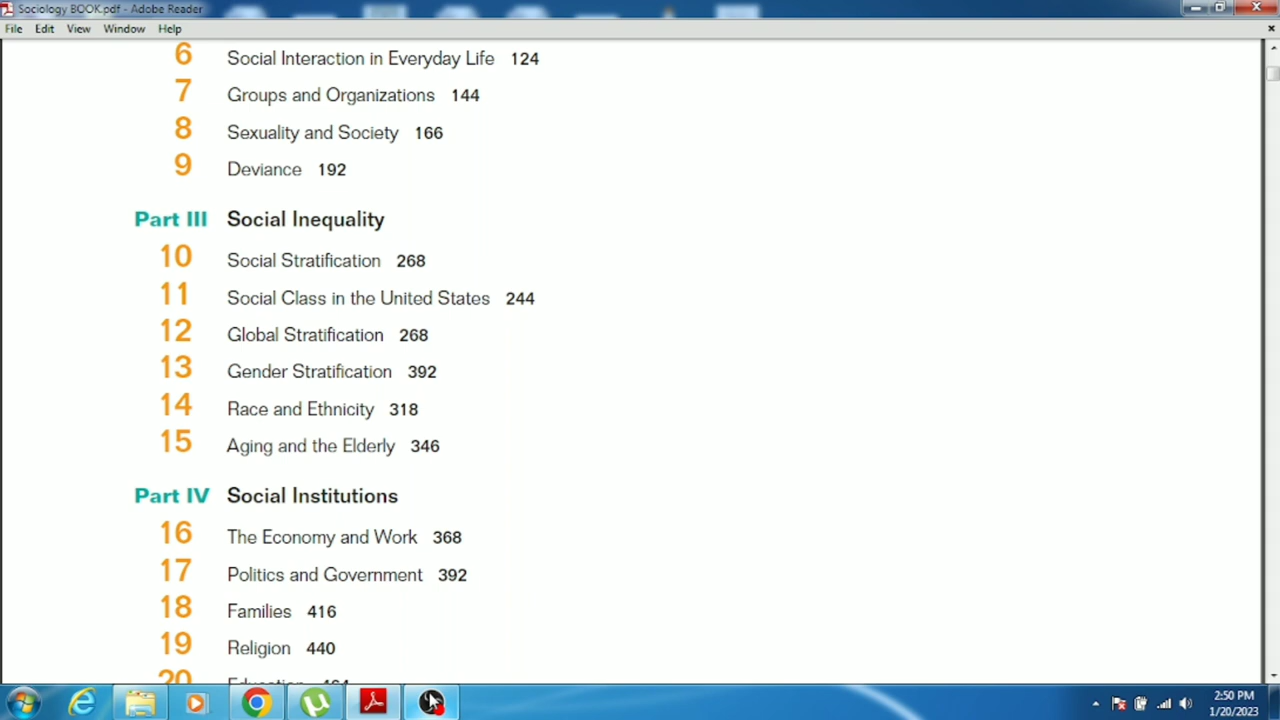 Sociology BOOK.pdf - Adobe Reader
File Edit View Window Help
6 Social Interaction in Everyday Life 124
7 Groups and Organizations 144
8 Sexuality and Society 166
9 Deviance 192
Part III Social Inequality
10 Social Stratification 268
11 Social Class in the United States 244
12 Global Stratification 268
13 Gender Stratification 392
14 Race and Ethnicity 318
15 Aging and the Elderly 346
Part IV Social Institutions
16 The Economy and Work 368
17 Politics and Government 392
18 Families 416
19 Religion 440
20 Education 464
2:50 PM
1/20/2023